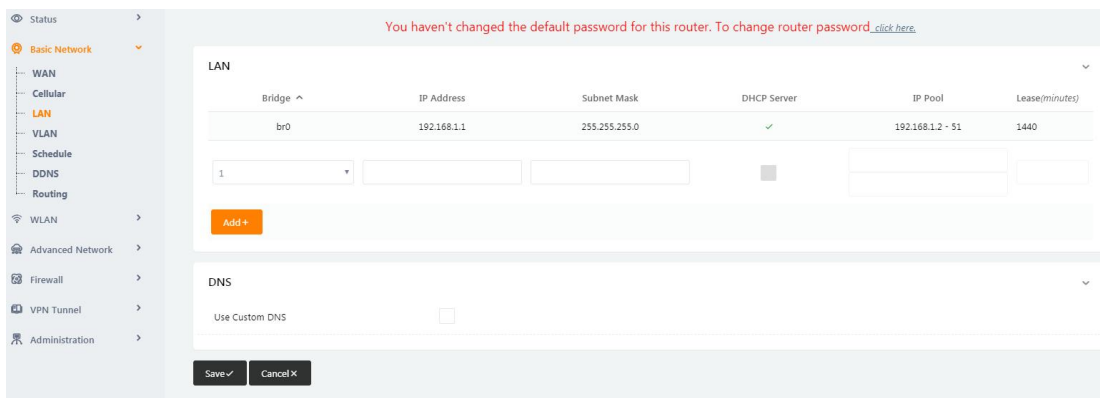 You haven't changed the default password for this router. To change router password click here.
Status
Basic Network
WAN
Cellular
LAN
VLAN
Schedule
DDNS
Routing
WLAN
Advanced Network
Firewall
VPN Tunnel
Administration
LAN
Bridge IP Address Subnet Mask DHCP Server IP Pool Lease(minutes)
br0 192.168.1.1 255.255.255.0 ✓ 192.168.1.2 - 51 1440
1
Add+
DNS
Use Custom DNS
Save✓ Cancel×